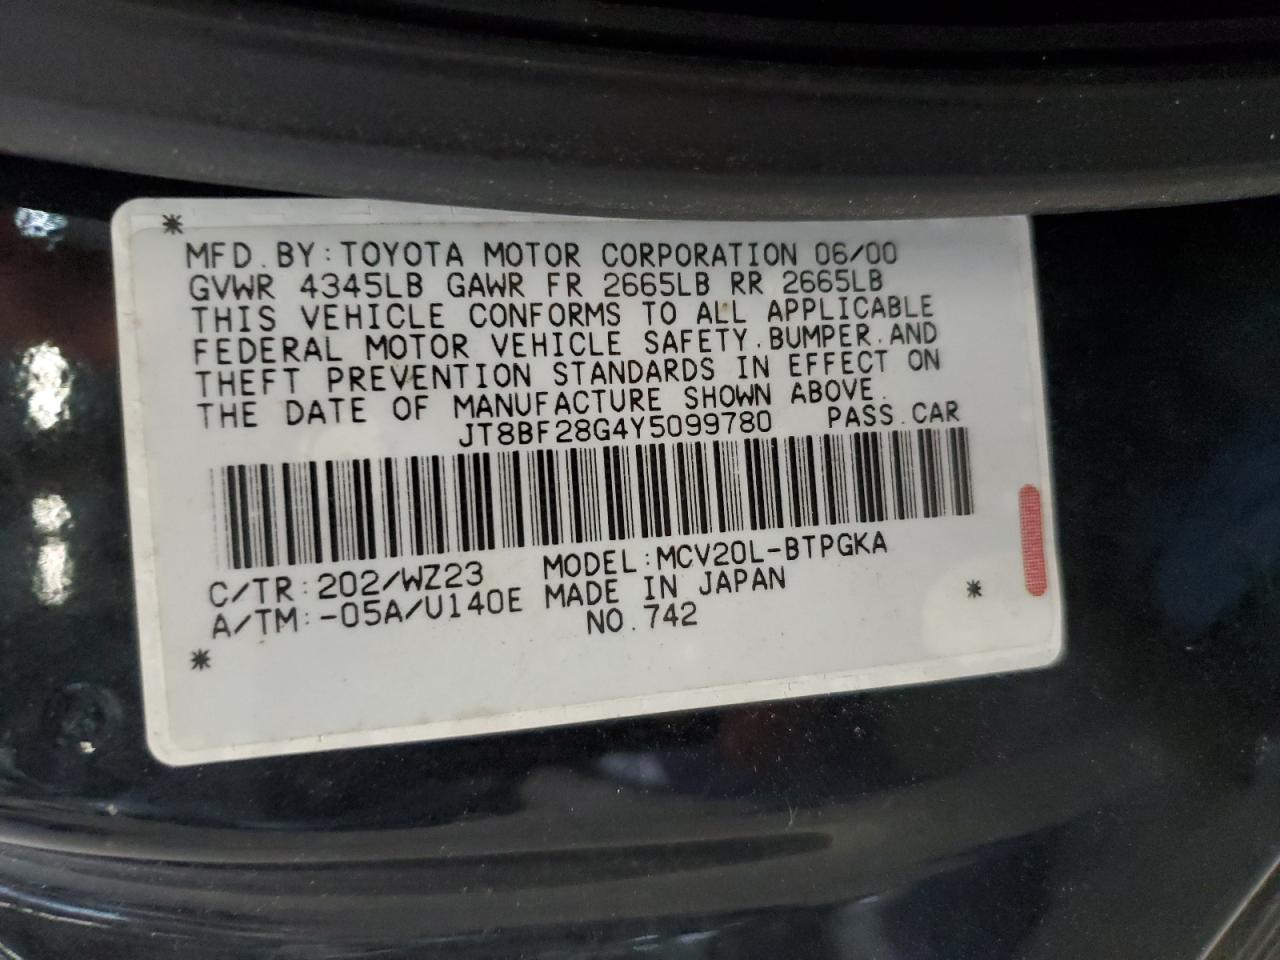 MFD. BY: TOYOTA MOTOR CORPORATION 06/00
GVWR 4345LB GAWR FR 2665LB RR 2665LB
THIS VEHICLE CONFORMS TO ALL APPLICABLE
FEDERAL MOTOR VEHICLE SAFETY, BUMPER, AND
THEFT PREVENTION STANDARDS IN EFFECT ON
THE DATE OF MANUFACTURE SHOWN ABOVE.
JT8BF28G4Y5099780 PASS. CAR
C/TR: 202/WZ23 MODEL: MCV20L-BTPGKA
A/TM: -05A/U140E MADE IN JAPAN
NO. 742